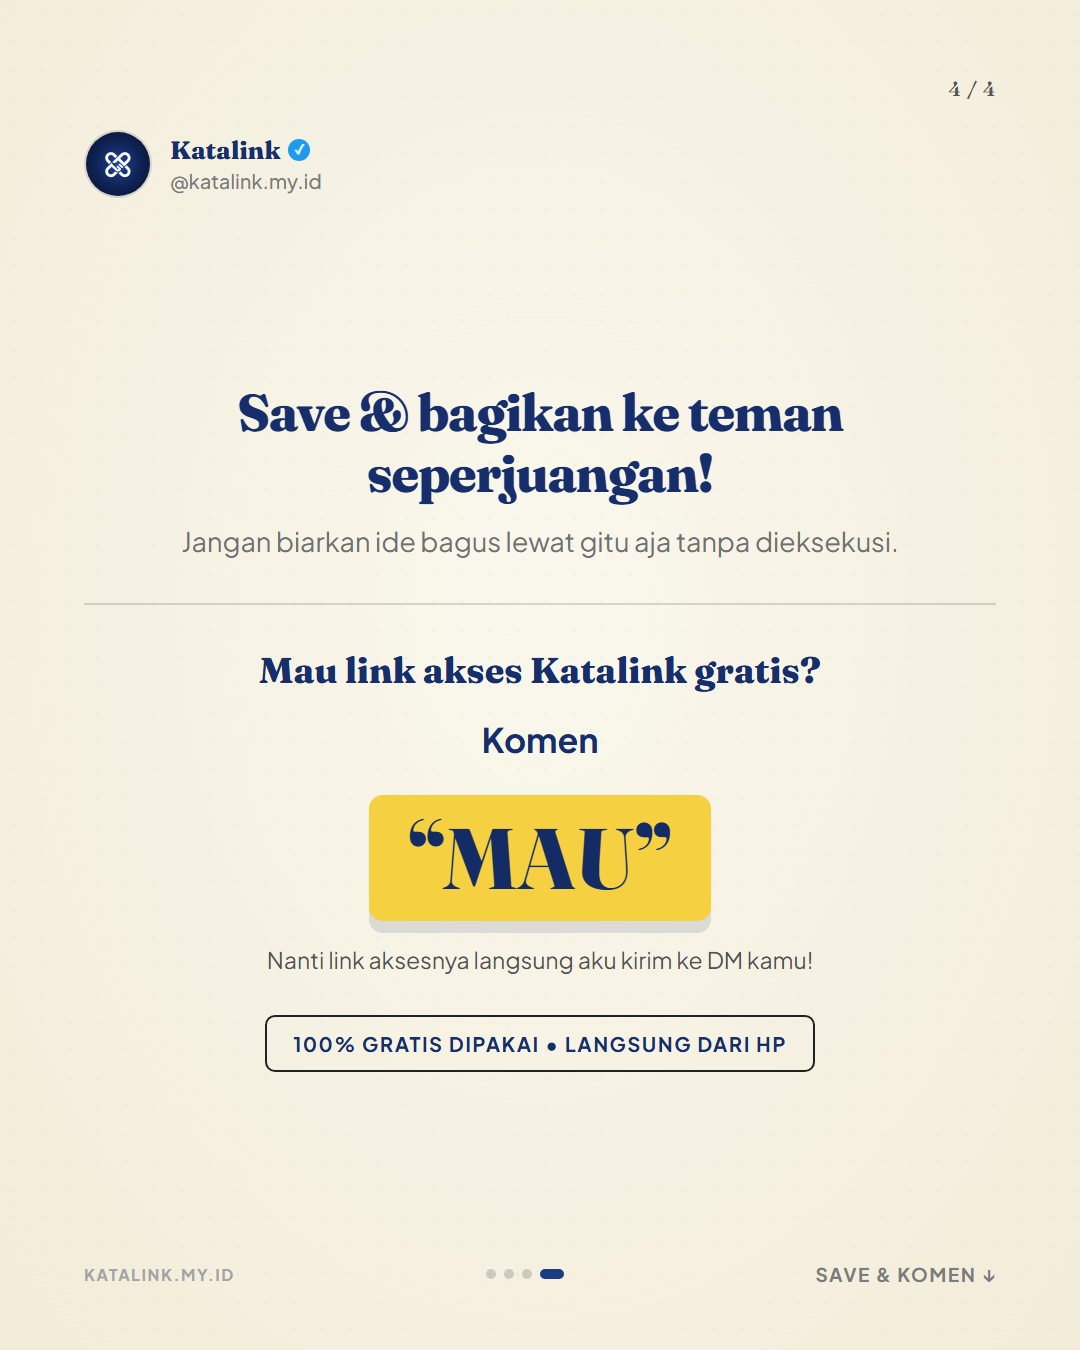 4 / 4
Katalink
@katalink.my.id
Save & bagikan ke teman
seperjuangan!
Jangan biarkan ide bagus lewat gitu aja tanpa dieksekusi.
Mau link akses Katalink gratis?
Komen
“MAU”
Nanti link aksesnya langsung aku kirim ke DM kamu!
100% GRATIS DIPAKAI • LANGSUNG DARI HP
KATALINK.MY.ID
SAVE & KOMEN ↓